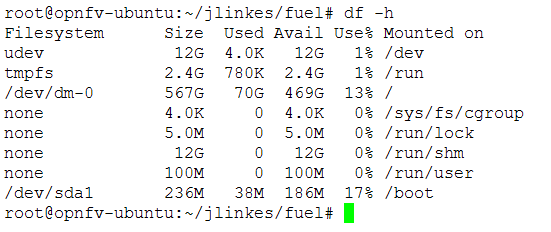 root@opnfv-ubuntu:~/jlinkes/fuel# df -h
Filesystem      Size  Used Avail Use% Mounted on
udev             12G  4.0K   12G   1% /dev
tmpfs           2.4G  780K  2.4G   1% /run
/dev/dm-0       567G   70G  469G  13% /
none            4.0K     0  4.0K   0% /sys/fs/cgroup
none            5.0M     0  5.0M   0% /run/lock
none             12G     0   12G   0% /run/shm
none            100M     0  100M   0% /run/user
/dev/sda1       236M   38M  186M  17% /boot
root@opnfv-ubuntu:~/jlinkes/fuel#